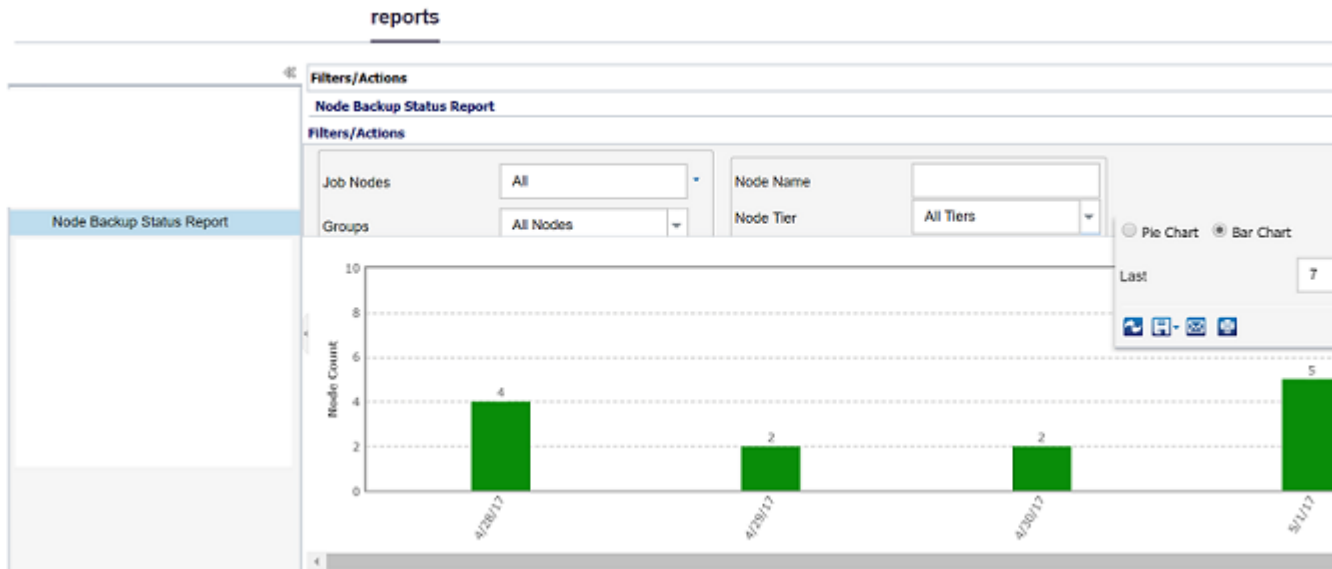 reports
Filters/Actions
Node Backup Status Report
Filters/Actions
Job Nodes All Node Name
Node Backup Status Report
Groups All Nodes Node Tier All Tiers
Pie Chart Bar Chart
Last 7
10
8
6
4
2
0
Node Count
4
2
2
5
4/28/17
4/29/17
4/30/17
5/1/17